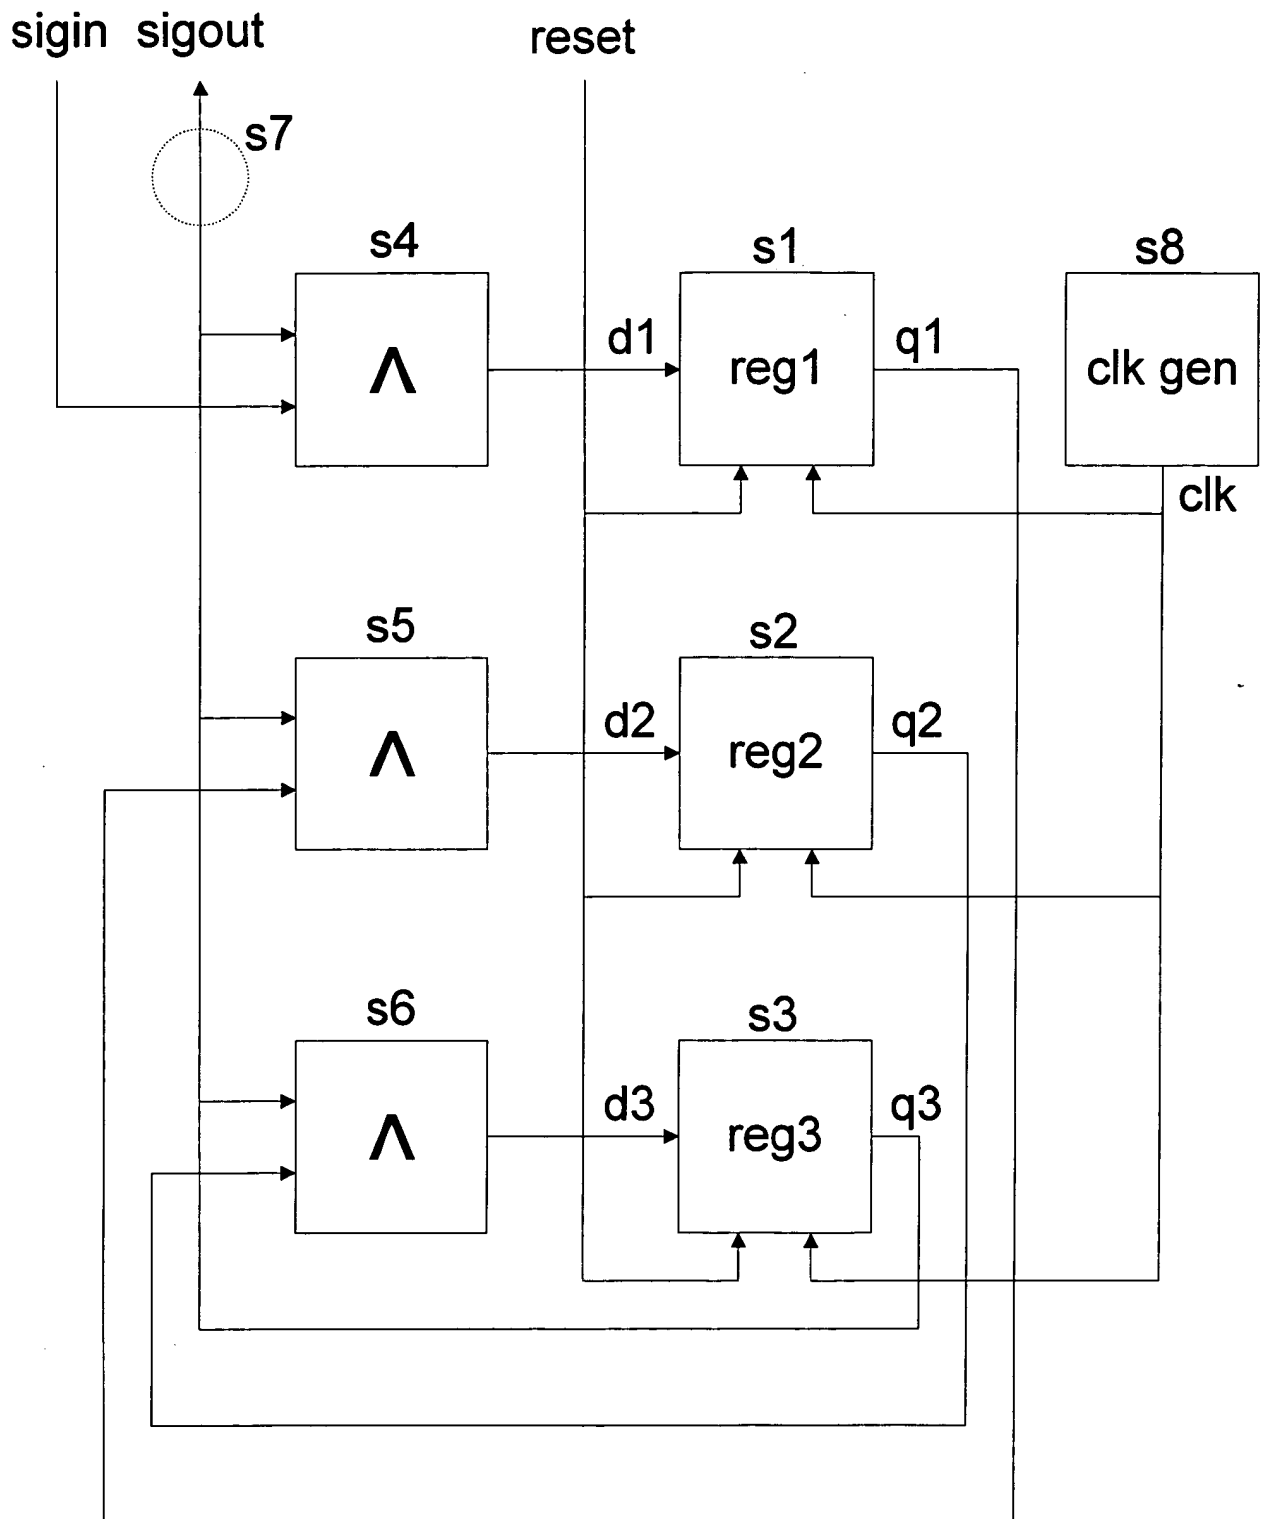 sigin sigout reset
s7
s4 s1 s8
d1 q1
∧ reg1 clk gen
clk
s5 s2
d2 q2
∧ reg2
s6 s3
d3 q3
∧ reg3